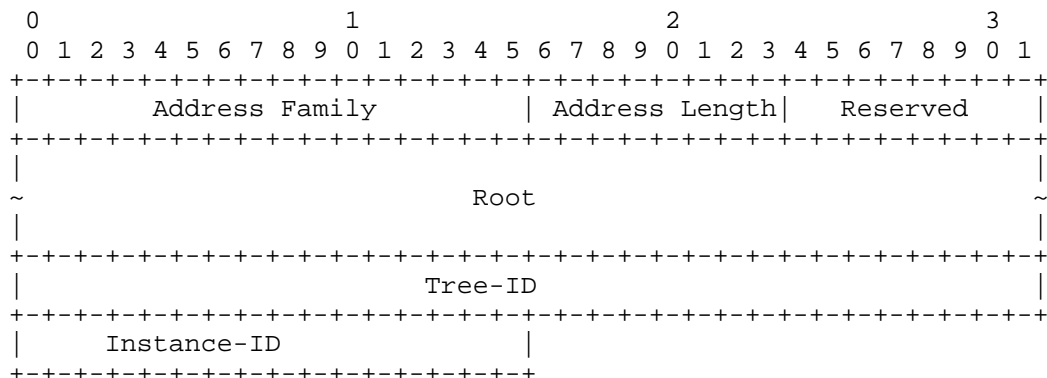 0                   1                   2                   3
 0 1 2 3 4 5 6 7 8 9 0 1 2 3 4 5 6 7 8 9 0 1 2 3 4 5 6 7 8 9 0 1
+-+-+-+-+-+-+-+-+-+-+-+-+-+-+-+-+-+-+-+-+-+-+-+-+-+-+-+-+-+-+-+-+
|        Address Family         | Address Length|   Reserved    |
+-+-+-+-+-+-+-+-+-+-+-+-+-+-+-+-+-+-+-+-+-+-+-+-+-+-+-+-+-+-+-+-+
|                                                               |
~                            Root                               ~
|                                                               |
+-+-+-+-+-+-+-+-+-+-+-+-+-+-+-+-+-+-+-+-+-+-+-+-+-+-+-+-+-+-+-+-+
|                         Tree-ID                               |
+-+-+-+-+-+-+-+-+-+-+-+-+-+-+-+-+-+-+-+-+-+-+-+-+-+-+-+-+-+-+-+-+
|     Instance-ID               |
+-+-+-+-+-+-+-+-+-+-+-+-+-+-+-+-+